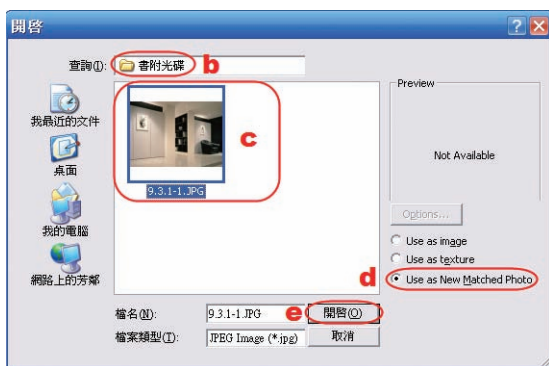 開啓
查詢(I):
書附光碟
b
Preview
我最近的文件
c
桌面
Not Available
9.3.1-1.JPG
我的電腦
Options...
Use as image
Use as texture
網路上的芳鄰
d
Use as New Matched Photo
檔名(N):
9.3.1-1.JPG
e
開啓(O)
檔案類型(T):
JPEG Image (*.jpg)
取消